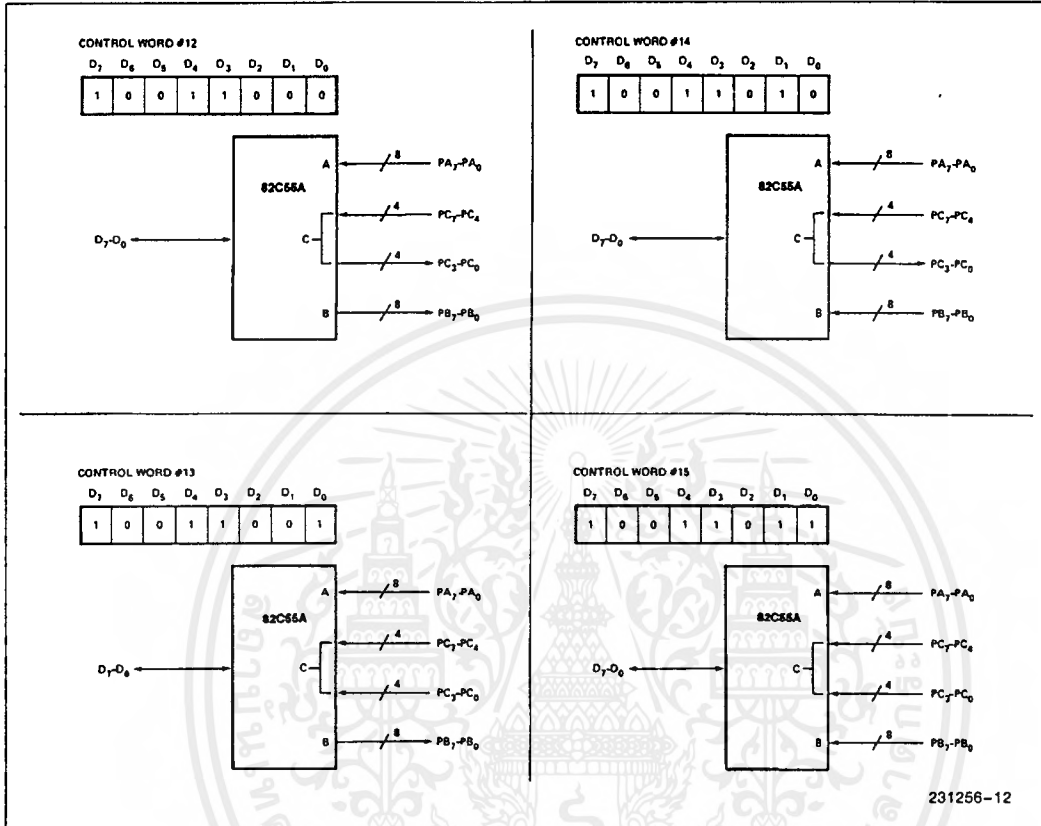 CONTROL WORD #12
D7 D6 D5 D4 D3 D2 D1 D0
1 0 0 1 1 0 0 0
82C55A
A
8
PA7-PA0
4
PC7-PC4
D7-D0
C
4
PC3-PC0
B
8
PB7-PB0
CONTROL WORD #14
D7 D6 D5 D4 D3 D2 D1 D0
1 0 0 1 1 0 1 0
82C55A
A
8
PA7-PA0
4
PC7-PC4
D7-D0
C
4
PC3-PC0
B
8
PB7-PB0
CONTROL WORD #13
D7 D6 D5 D4 D3 D2 D1 D0
1 0 0 1 1 0 0 1
82C55A
A
8
PA7-PA0
4
PC7-PC4
D7-D0
C
4
PC3-PC0
B
8
PB7-PB0
CONTROL WORD #15
D7 D6 D5 D4 D3 D2 D1 D0
1 0 0 1 1 0 1 1
82C55A
A
8
PA7-PA0
4
PC7-PC4
D7-D0
C
4
PC3-PC0
B
8
PB7-PB0
231256-12